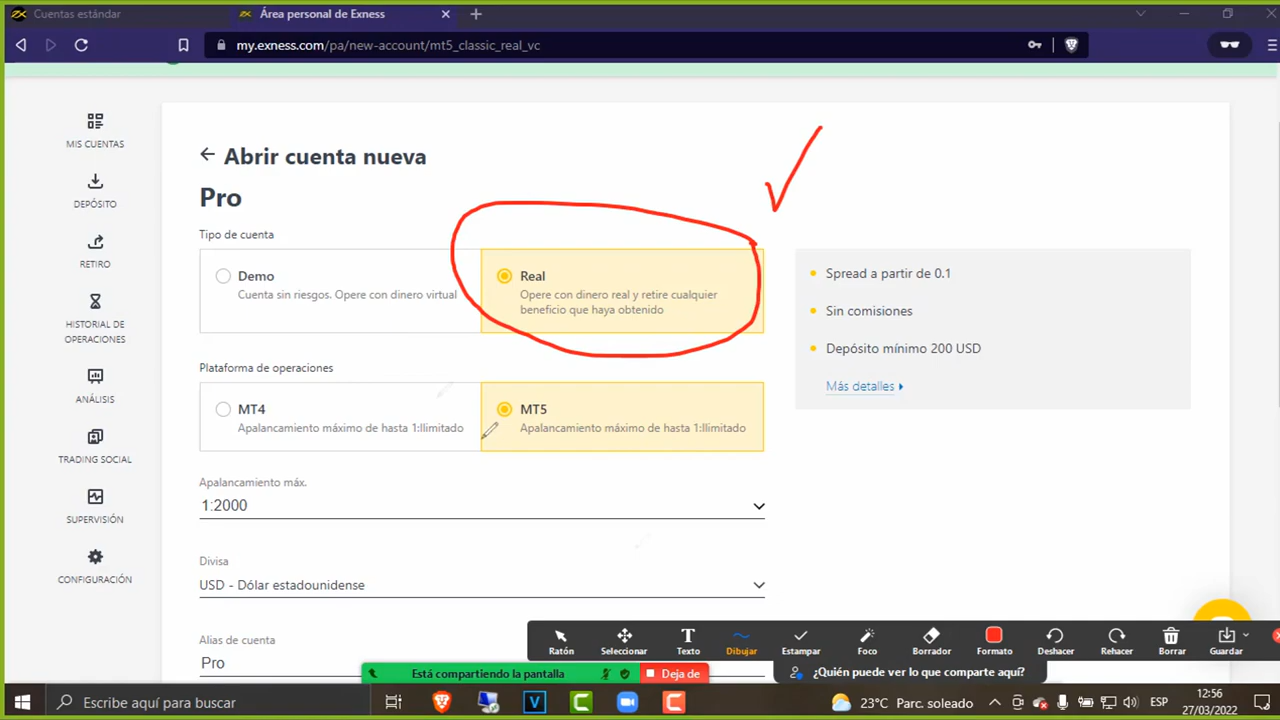 Cuentas estándar
Área personal de Exness
my.exness.com/pa/new-account/mt5_classic_real_vc
MIS CUENTAS
DEPÓSITO
RETIRO
HISTORIAL DE
OPERACIONES
ANÁLISIS
TRADING SOCIAL
SUPERVISIÓN
CONFIGURACIÓN
Abrir cuenta nueva
Pro
Tipo de cuenta
Demo
Cuenta sin riesgos. Opere con dinero virtual
Real
Opere con dinero real y retire cualquier
beneficio que haya obtenido
Spread a partir de 0.1
Sin comisiones
Depósito mínimo 200 USD
Más detalles
Plataforma de operaciones
MT4
Apalancamiento máximo de hasta 1:Ilimitado
MT5
Apalancamiento máximo de hasta 1:Ilimitado
Apalancamiento máx.
1:2000
Divisa
USD - Dólar estadounidense
Alias de cuenta
Pro
Ratón
Seleccionar
Texto
Dibujar
Estampar
Foco
Borrador
Formato
Deshacer
Rehacer
Borrar
Guardar
Está compartiendo la pantalla
Deja de
¿Quién puede ver lo que comparte aquí?
Escribe aquí para buscar
23°C Parc. soleado
ESP
12:56
27/03/2022